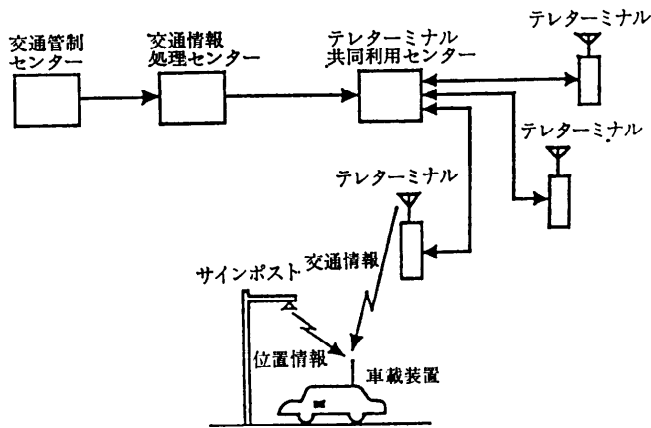 交通管制
センター
交通情報
処理センター
テレターミナル
共同利用センター
テレターミナル
テレターミナル
テレターミナル
サインポスト
交通情報
位置情報
車載装置